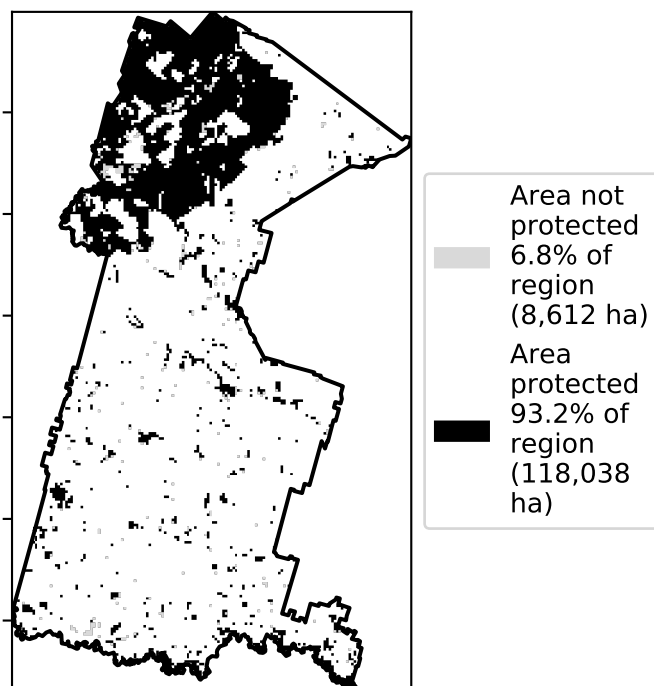 Area not
protected
6.8% of
region
(8,612 ha)
Area
protected
93.2% of
region
(118,038
ha)